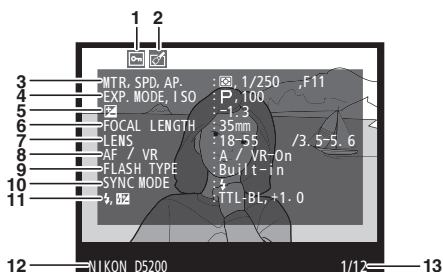 1 2
3 MTR, SPD, AP. : , 1/250 , F11
4 EXP. MODE, ISO : P, 100
5 : -1.3
6 FOCAL LENGTH : 35mm
7 LENS : 18-55 /3.5-5.6
8 AF / VR : A / VR-On
9 FLASH TYPE : Built-in
10 SYNC MODE :
11 , : TTL-BL, +1.0
12 NIKON D5200 1/12 13